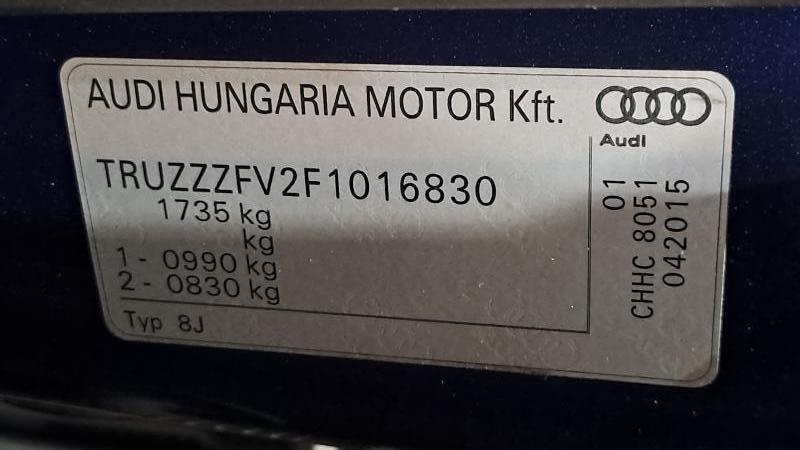 AUDI HUNGARIA MOTOR Kft.
Audi
TRUZZZFV2F1016830
1735 kg
kg
1 - 0990 kg
2 - 0830 kg
Typ 8J
01
CHHC 8051
042015